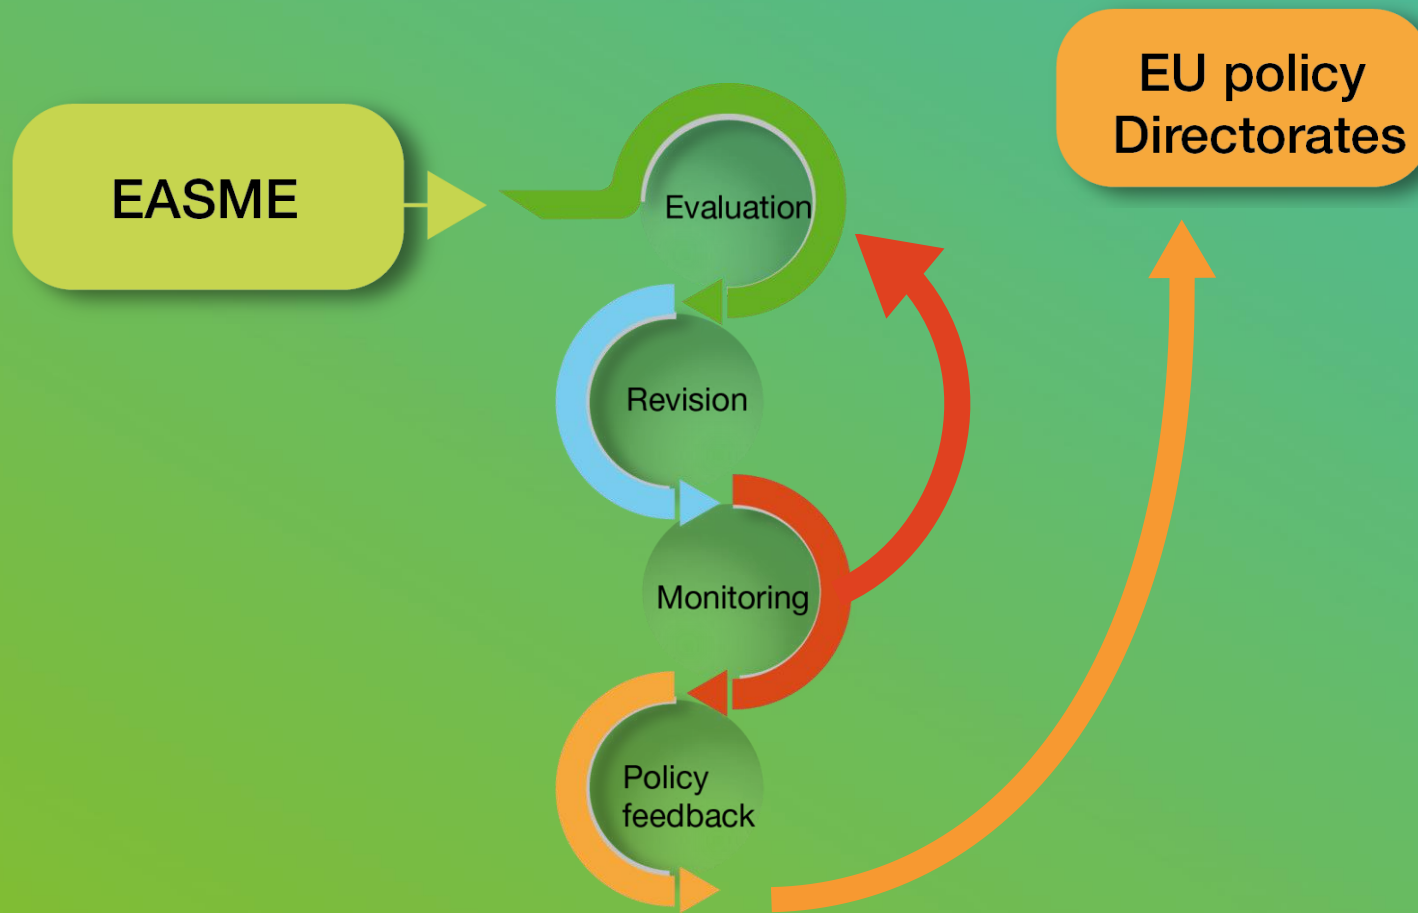 EASME
EU policy
Directorates
Evaluation
Revision
Monitoring
Policy
feedback